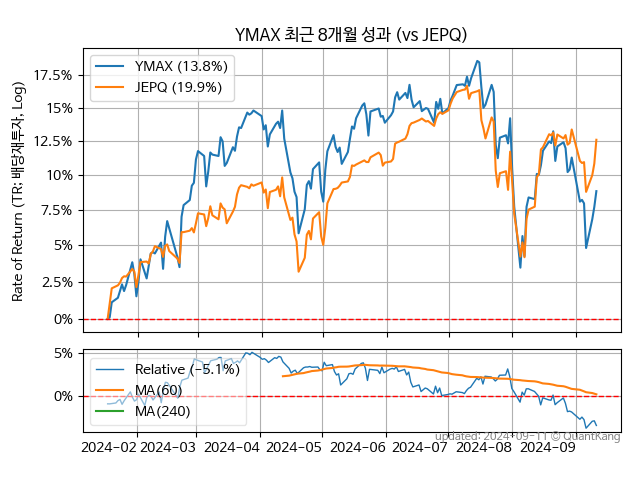 YMAX 최근 8개월 성과 (vs JEPQ)
Rate of Return (TR: 배당재투자, Log)
17.5%
15%
12.5%
10%
7.5%
5%
2.5%
0%
YMAX (13.8%)
JEPQ (19.9%)
5%
0%
Relative (−5.1%)
MA(60)
MA(240)
2024-02
2024-03
2024-04
2024-05
2024-06
2024-07
2024-08
2024-09
updated: 2024-09-11 © QuantKang